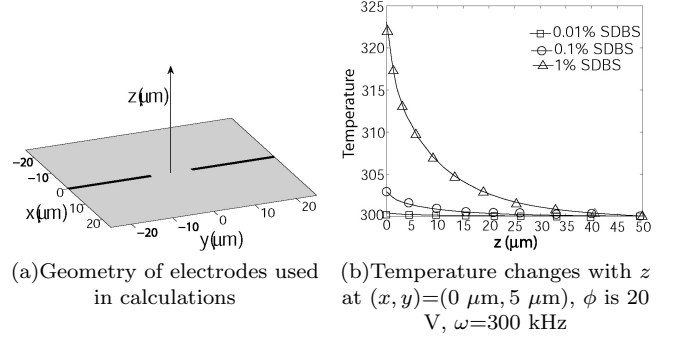 z(μm)
−20
−10
0
10
20
x(μm)
−20
−10
0
10
20
y(μm)
(a)Geometry of electrodes used
in calculations
325
320
315
310
305
300
Temperature
0.01% SDBS
0.1% SDBS
1% SDBS
0 5 10 15 20 25 30 35 40 45 50
z (μm)
(b)Temperature changes with z
at (x, y)=(0 μm, 5 μm), ϕ is 20
V, ω=300 kHz